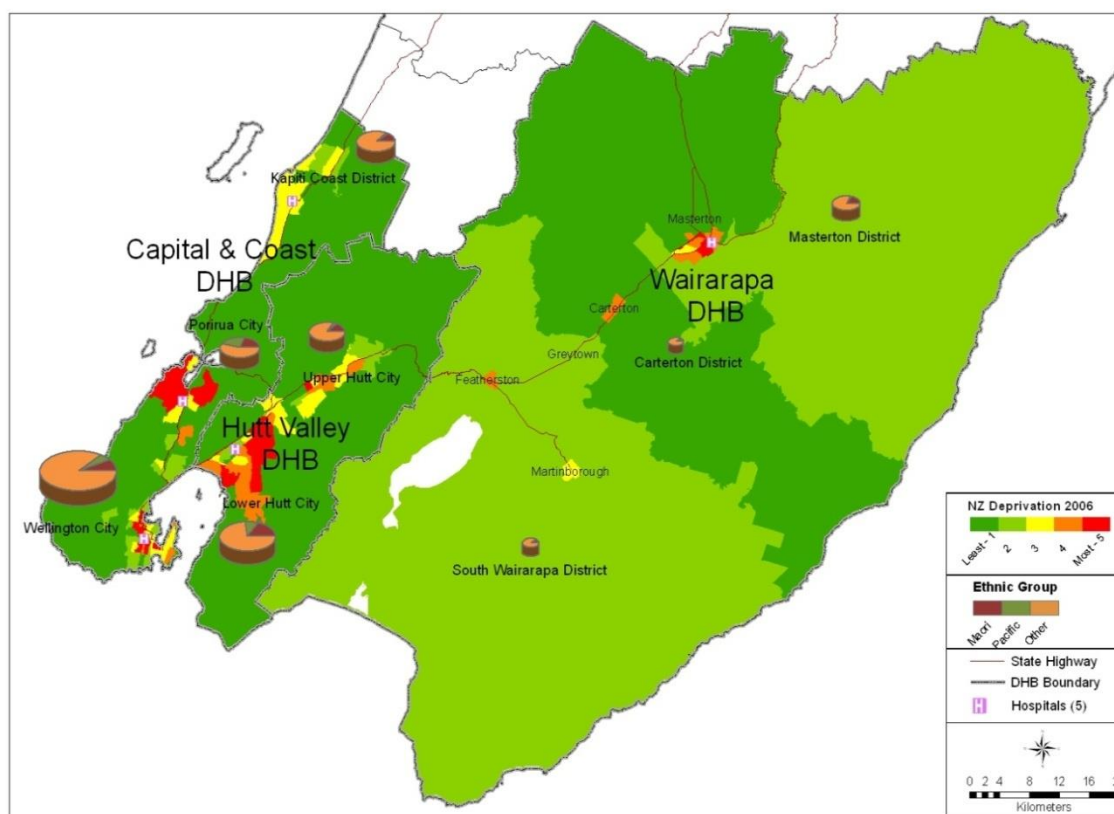 Kapiti Coast District
Capital & Coast
DHB
Porirua City
Upper Hutt City
Hutt Valley
DHB
Lower Hutt City
Wellington City
Masterton
Masterton District
Wairarapa
DHB
Carterton
Greytown
Carterton District
Featherston
Martinborough
South Wairarapa District
H
H
H
H
H
NZ Deprivation 2006
Least - 1
2
3
4
Most - 5
Ethnic Group
Maori
Pacific
Other
State Highway
DHB Boundary
H
Hospitals (5)
0 2 4 8 12 16
Kilometers